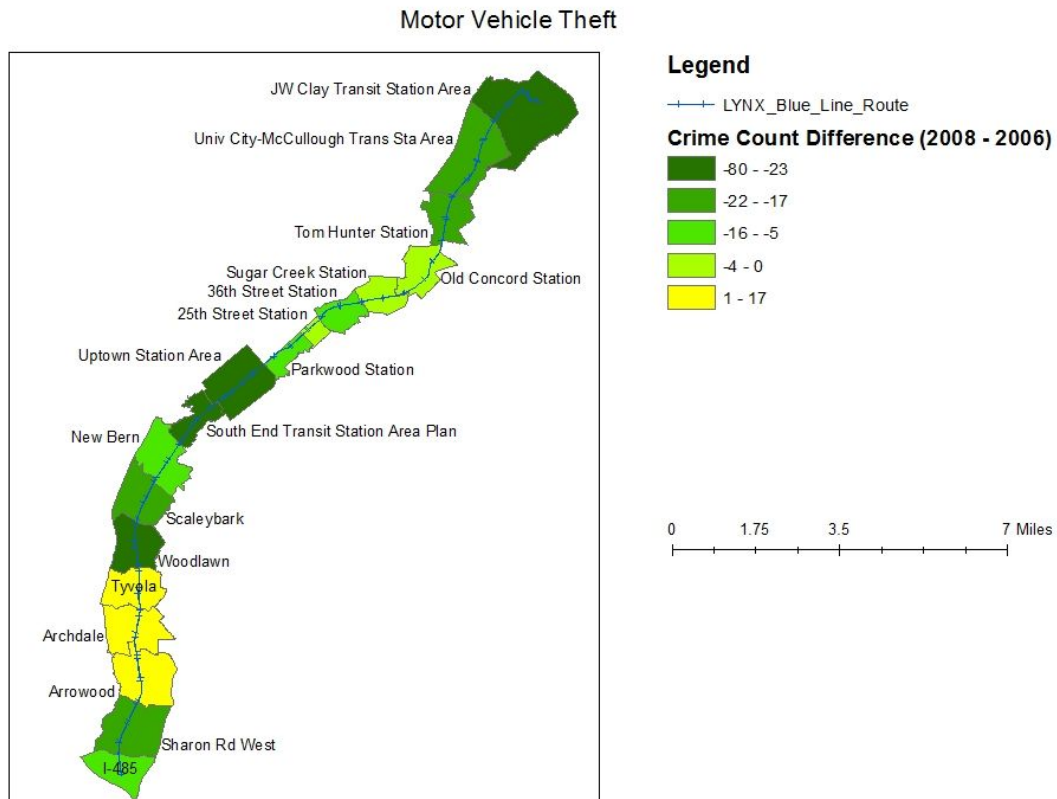 Motor Vehicle Theft
JW Clay Transit Station Area
Univ City-McCullough Trans Sta Area
Tom Hunter Station
Sugar Creek Station
Old Concord Station
36th Street Station
25th Street Station
Uptown Station Area
Parkwood Station
New Bern
South End Transit Station Area Plan
Scaleybark
Woodlawn
Tyvola
Archdale
Arrowood
Sharon Rd West
I-485
Legend
LYNX_Blue_Line_Route
Crime Count Difference (2008 - 2006)
-80 - -23
-22 - -17
-16 - -5
-4 - 0
1 - 17
0 1.75 3.5 7 Miles